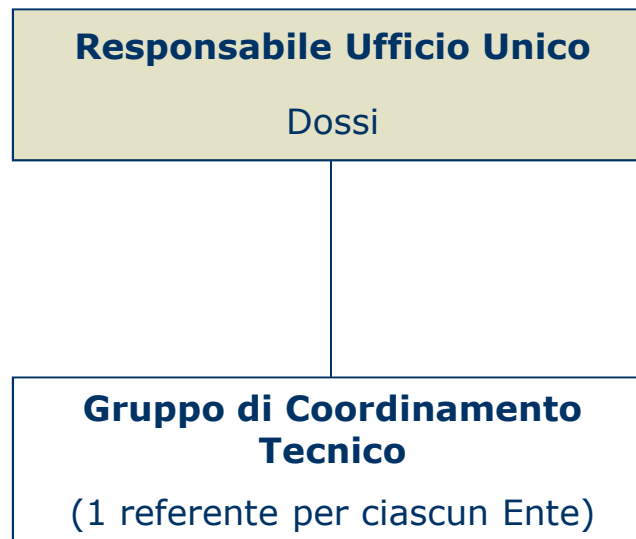 Responsabile Ufficio Unico
Dossi
Gruppo di Coordinamento
Tecnico
(1 referente per ciascun Ente)